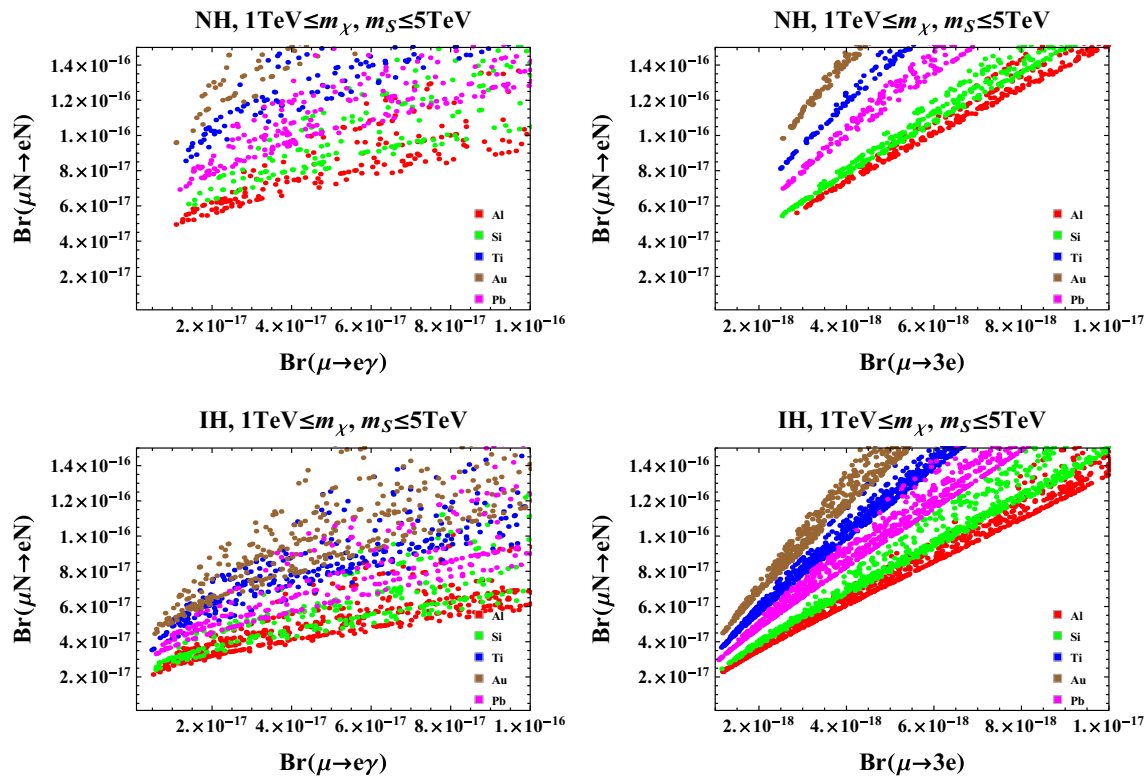 NH, 1TeV≤mχ, mS≤5TeV
Br(μN→eN)
1.4×10⁻¹⁶
1.2×10⁻¹⁶
1.×10⁻¹⁶
8.×10⁻¹⁷
6.×10⁻¹⁷
4.×10⁻¹⁷
2.×10⁻¹⁷
Al
Si
Ti
Au
Pb
2.×10⁻¹⁷ 4.×10⁻¹⁷ 6.×10⁻¹⁷ 8.×10⁻¹⁷ 1.×10⁻¹⁶
Br(μ→eγ)
NH, 1TeV≤mχ, mS≤5TeV
Br(μN→eN)
1.4×10⁻¹⁶
1.2×10⁻¹⁶
1.×10⁻¹⁶
8.×10⁻¹⁷
6.×10⁻¹⁷
4.×10⁻¹⁷
2.×10⁻¹⁷
Al
Si
Ti
Au
Pb
2.×10⁻¹⁸ 4.×10⁻¹⁸ 6.×10⁻¹⁸ 8.×10⁻¹⁸ 1.×10⁻¹⁷
Br(μ→3e)
IH, 1TeV≤mχ, mS≤5TeV
Br(μN→eN)
1.4×10⁻¹⁶
1.2×10⁻¹⁶
1.×10⁻¹⁶
8.×10⁻¹⁷
6.×10⁻¹⁷
4.×10⁻¹⁷
2.×10⁻¹⁷
Al
Si
Ti
Au
Pb
2.×10⁻¹⁷ 4.×10⁻¹⁷ 6.×10⁻¹⁷ 8.×10⁻¹⁷ 1.×10⁻¹⁶
Br(μ→eγ)
IH, 1TeV≤mχ, mS≤5TeV
Br(μN→eN)
1.4×10⁻¹⁶
1.2×10⁻¹⁶
1.×10⁻¹⁶
8.×10⁻¹⁷
6.×10⁻¹⁷
4.×10⁻¹⁷
2.×10⁻¹⁷
Al
Si
Ti
Au
Pb
2.×10⁻¹⁸ 4.×10⁻¹⁸ 6.×10⁻¹⁸ 8.×10⁻¹⁸ 1.×10⁻¹⁷
Br(μ→3e)